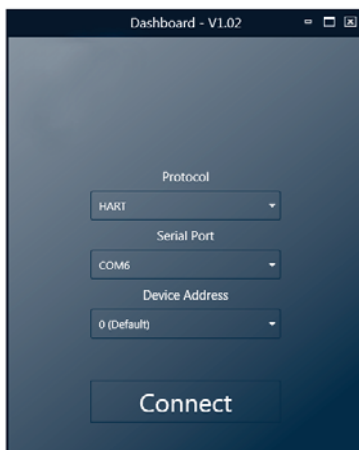 Dashboard - V1.02
Protocol
HART
Serial Port
COM6
Device Address
0 (Default)
Connect